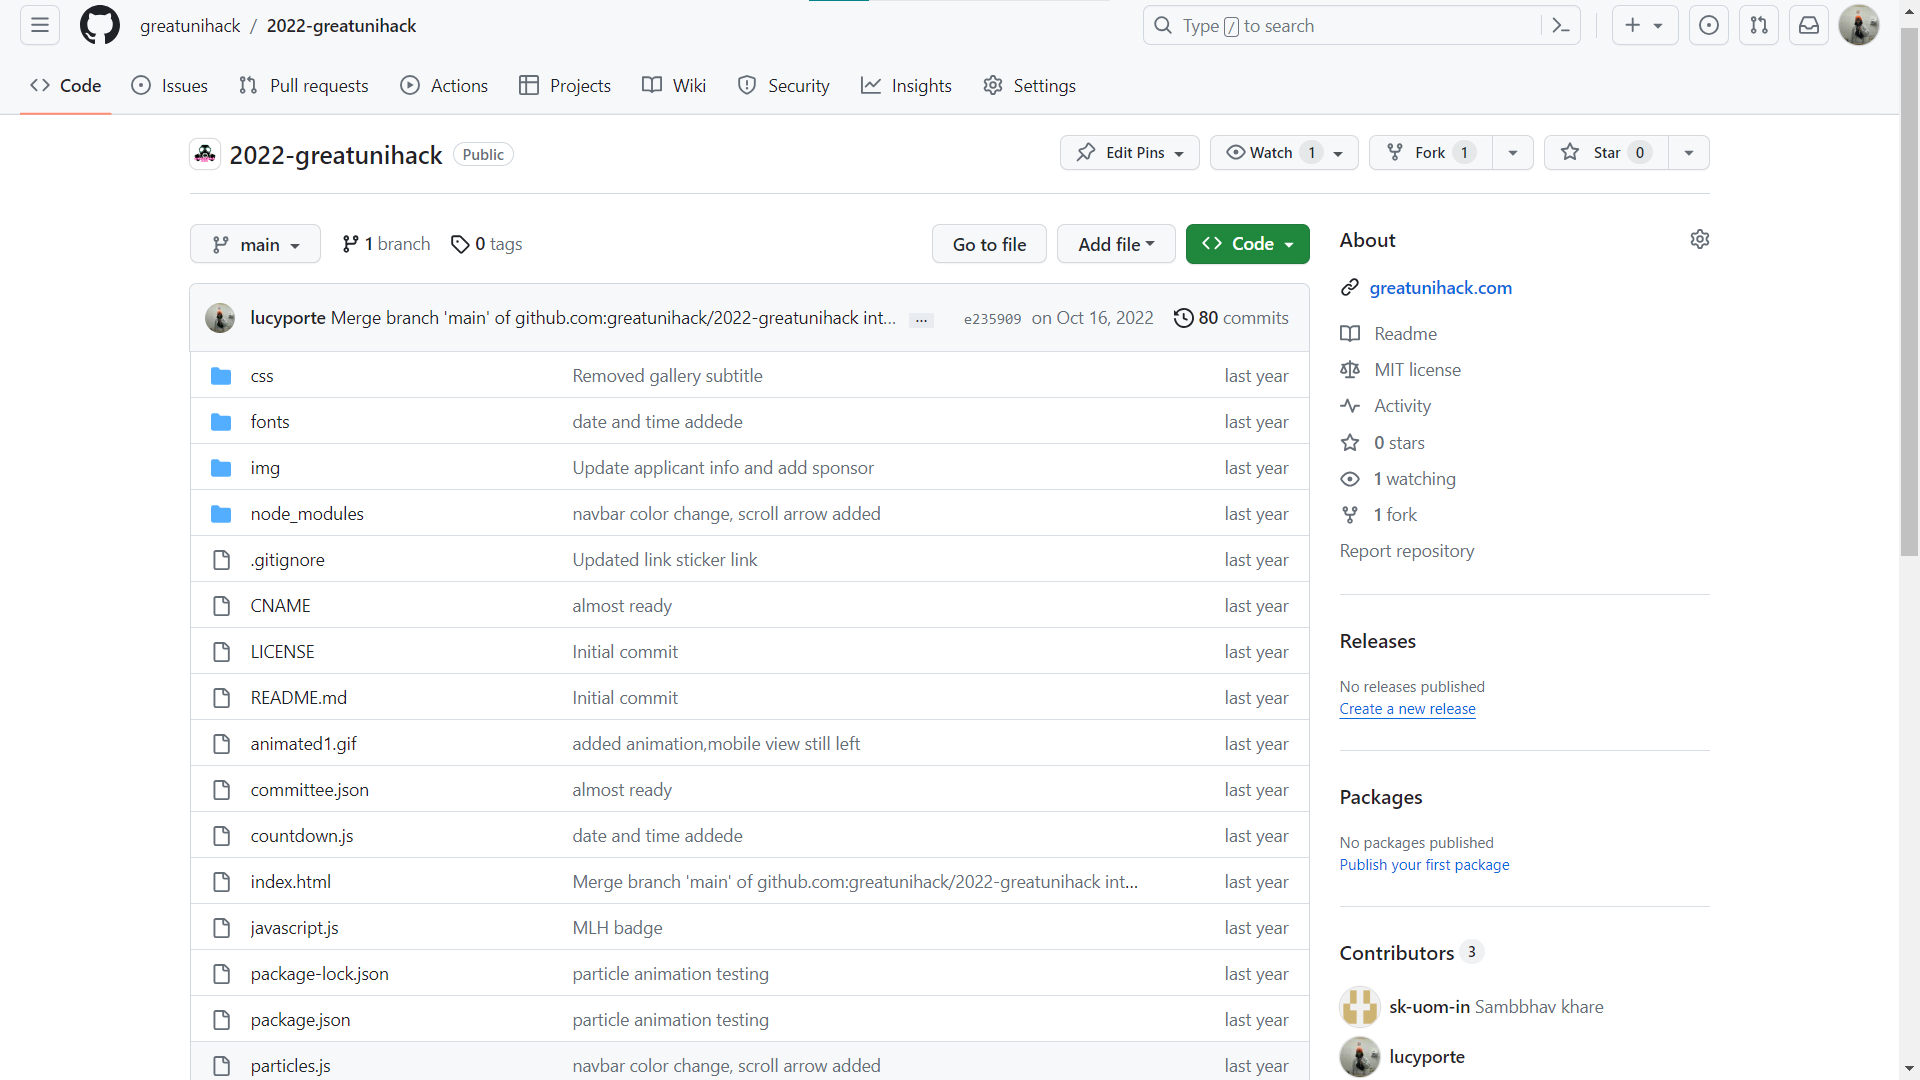 greatunihack / 2022-greatunihack
Type / to search
Code Issues Pull requests Actions Projects Wiki Security Insights Settings
2022-greatunihack Public
Edit Pins Watch 1 Fork 1 Star 0
main 1 branch 0 tags
Go to file Add file Code
lucyporte Merge branch 'main' of github.com:greatunihack/2022-greatunihack int... ... e235909 on Oct 16, 2022 80 commits
css Removed gallery subtitle last year
fonts date and time addede last year
img Update applicant info and add sponsor last year
node_modules navbar color change, scroll arrow added last year
.gitignore Updated link sticker link last year
CNAME almost ready last year
LICENSE Initial commit last year
README.md Initial commit last year
animated1.gif added animation,mobile view still left last year
committee.json almost ready last year
countdown.js date and time addede last year
index.html Merge branch 'main' of github.com:greatunihack/2022-greatunihack int... last year
javascript.js MLH badge last year
package-lock.json particle animation testing last year
package.json particle animation testing last year
particles.js navbar color change, scroll arrow added last year
About
greatunihack.com
Readme
MIT license
Activity
0 stars
1 watching
1 fork
Report repository
Releases
No releases published
Create a new release
Packages
No packages published
Publish your first package
Contributors 3
sk-uom-in Sambbhav khare
lucyporte